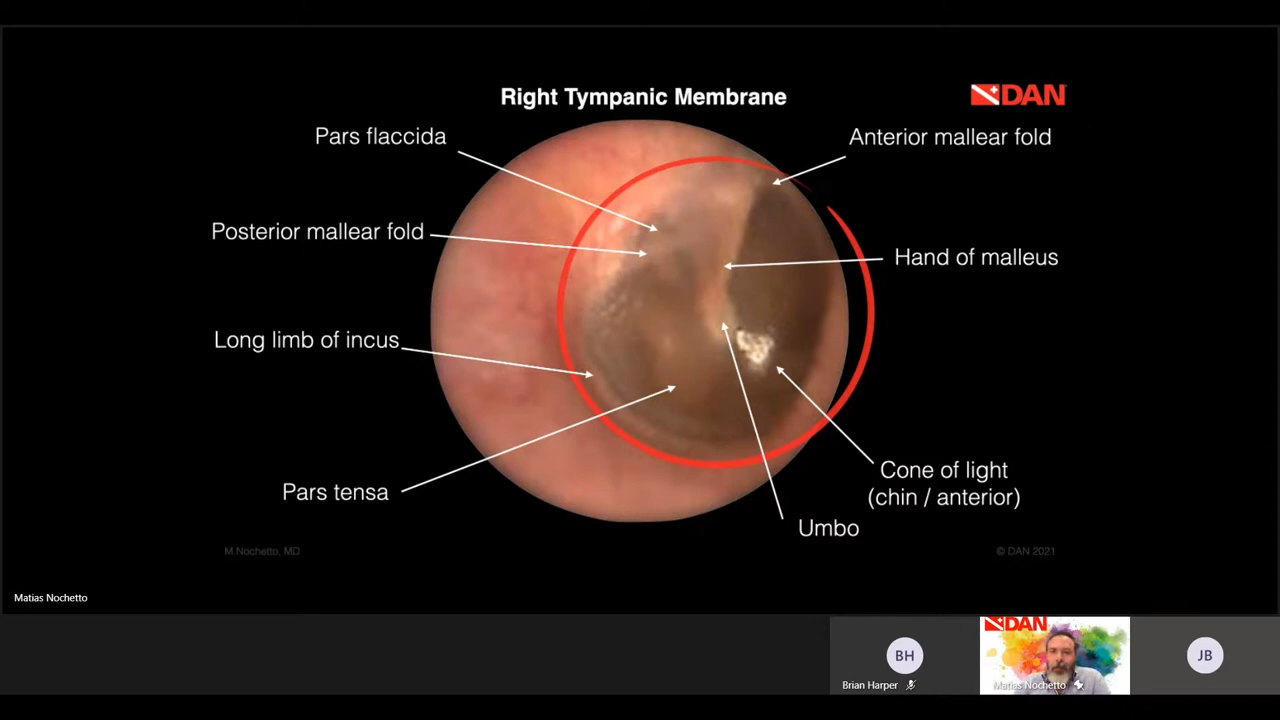 Right Tympanic Membrane
DAN
Pars flaccida
Anterior mallear fold
Posterior mallear fold
Hand of malleus
Long limb of incus
Pars tensa
Cone of light
(chin / anterior)
Umbo
M Nochetto, MD
© DAN 2021
Matias Nochetto
BH
Brian Harper
DAN
Matias Nochetto
JB